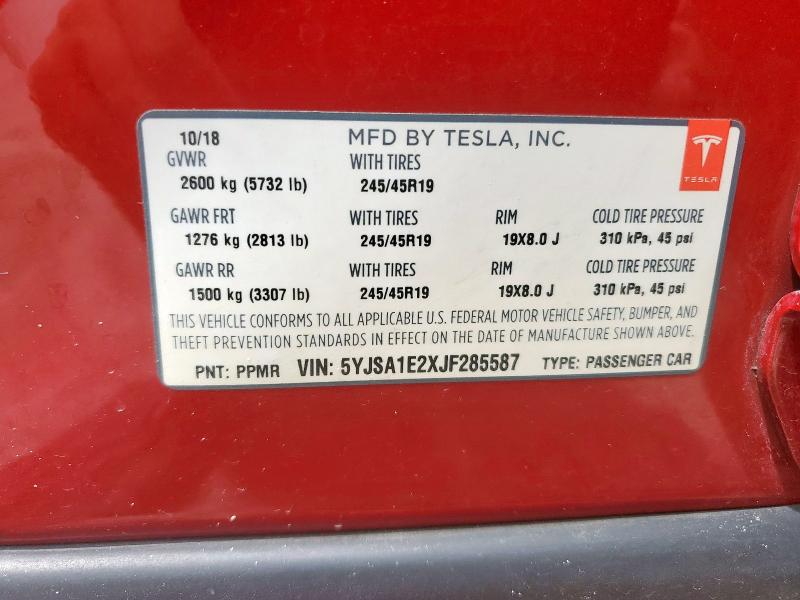 10/18 MFD BY TESLA, INC.
TESLA
GVWR WITH TIRES
2600 kg (5732 lb) 245/45R19
GAWR FRT WITH TIRES RIM COLD TIRE PRESSURE
1276 kg (2813 lb) 245/45R19 19X8.0 J 310 kPa, 45 psi
GAWR RR WITH TIRES RIM COLD TIRE PRESSURE
1500 kg (3307 lb) 245/45R19 19X8.0 J 310 kPa, 45 psi
THIS VEHICLE CONFORMS TO ALL APPLICABLE U.S. FEDERAL MOTOR VEHICLE SAFETY, BUMPER, AND
THEFT PREVENTION STANDARDS IN EFFECT ON THE DATE OF MANUFACTURE SHOWN ABOVE.
PNT: PPMR VIN: 5YJSA1E2XJF285587 TYPE: PASSENGER CAR